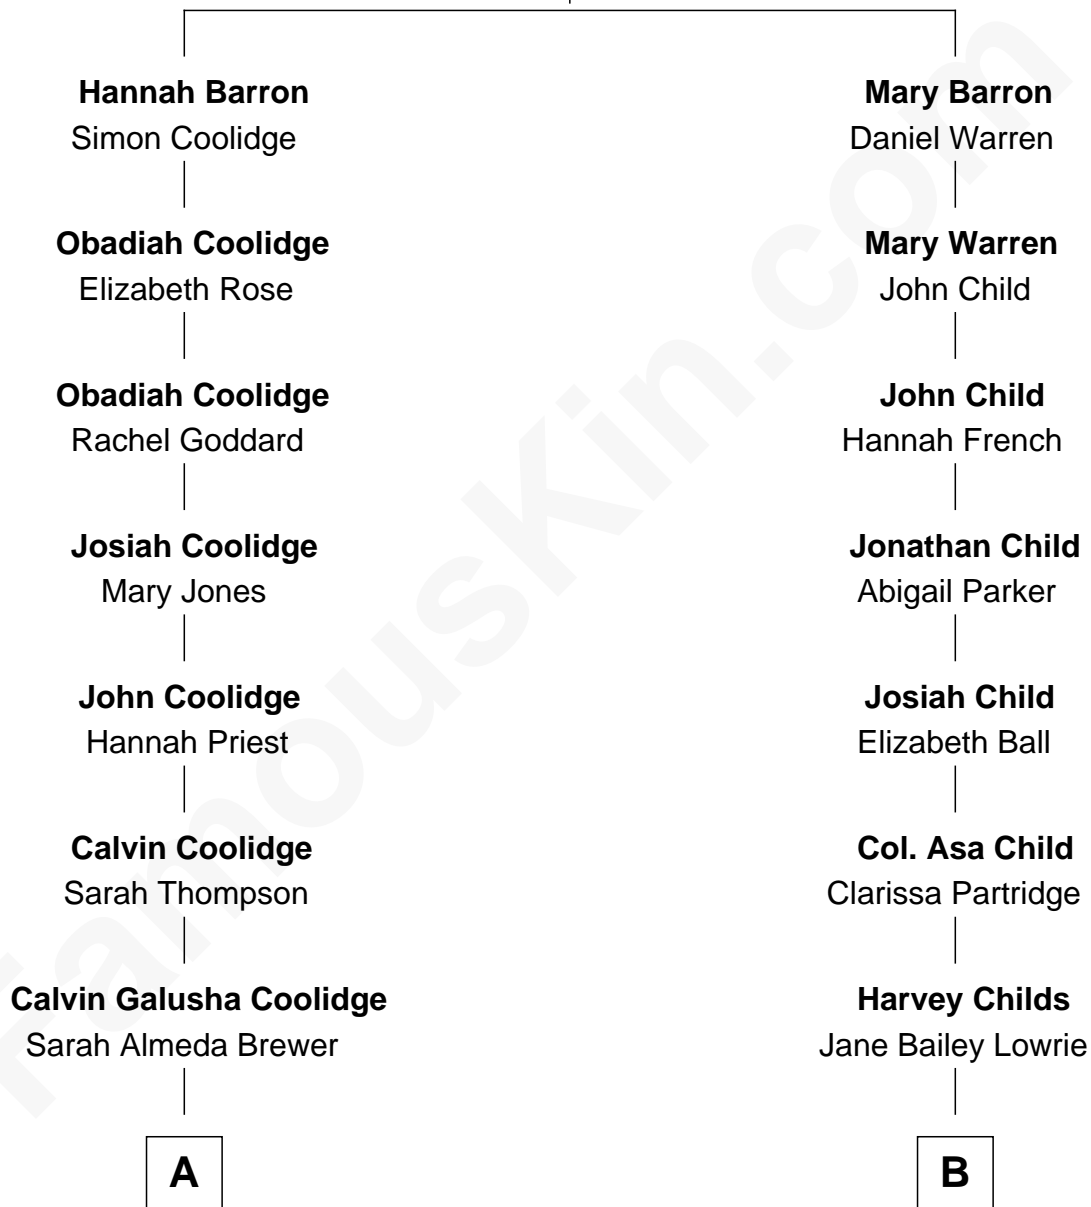 Hannah Barron
Simon Coolidge
Mary Barron
Daniel Warren
Obadiah Coolidge
Elizabeth Rose
Mary Warren
John Child
Obadiah Coolidge
Rachel Goddard
John Child
Hannah French
Josiah Coolidge
Mary Jones
Jonathan Child
Abigail Parker
John Coolidge
Hannah Priest
Josiah Child
Elizabeth Ball
Calvin Coolidge
Sarah Thompson
Col. Asa Child
Clarissa Partridge
Calvin Galusha Coolidge
Sarah Almeda Brewer
Harvey Childs
Jane Bailey Lowrie
A
B
FamousKin.com